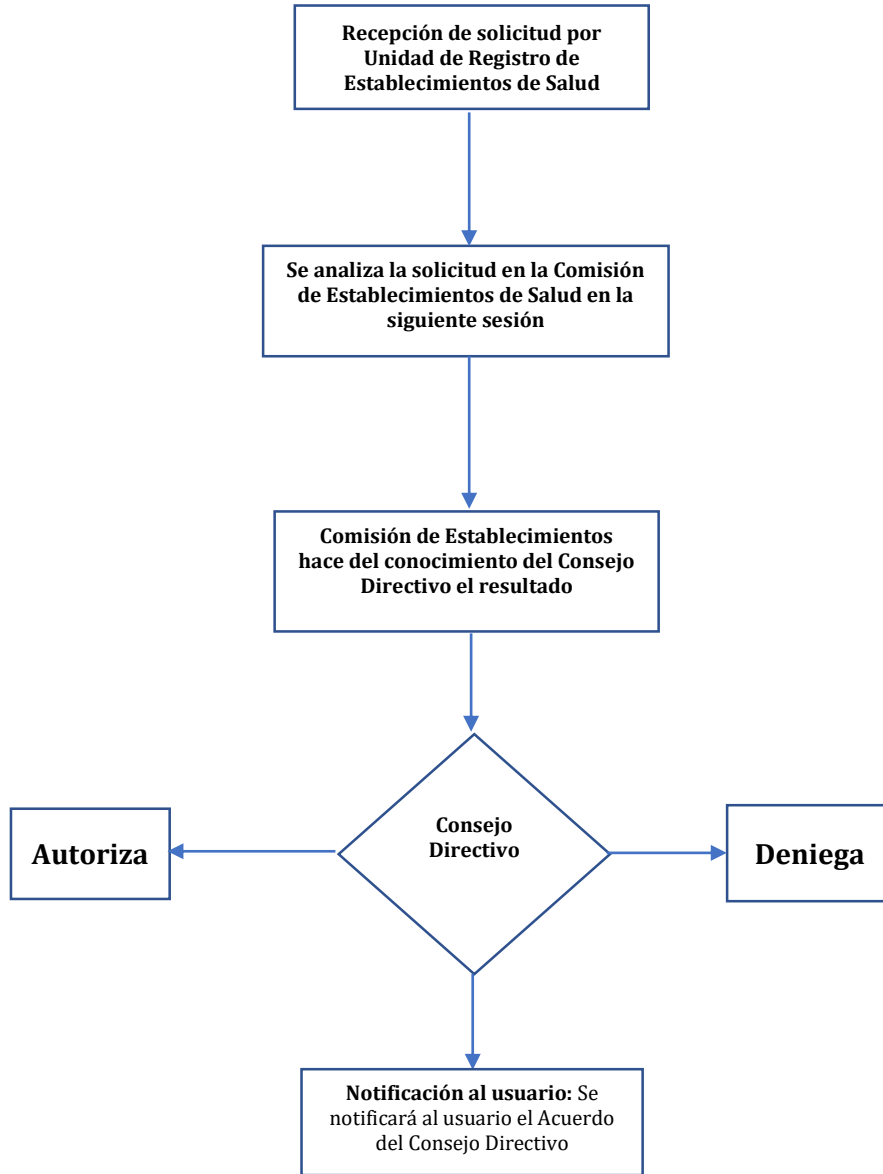 Recepción de solicitud por
Unidad de Registro de
Establecimientos de Salud
Se analiza la solicitud en la Comisión
de Establecimientos de Salud en la
siguiente sesión
Comisión de Establecimientos
hace del conocimiento del Consejo
Directivo el resultado
Consejo
Directivo
Autoriza
Deniega
Notificación al usuario: Se
notificará al usuario el Acuerdo
del Consejo Directivo